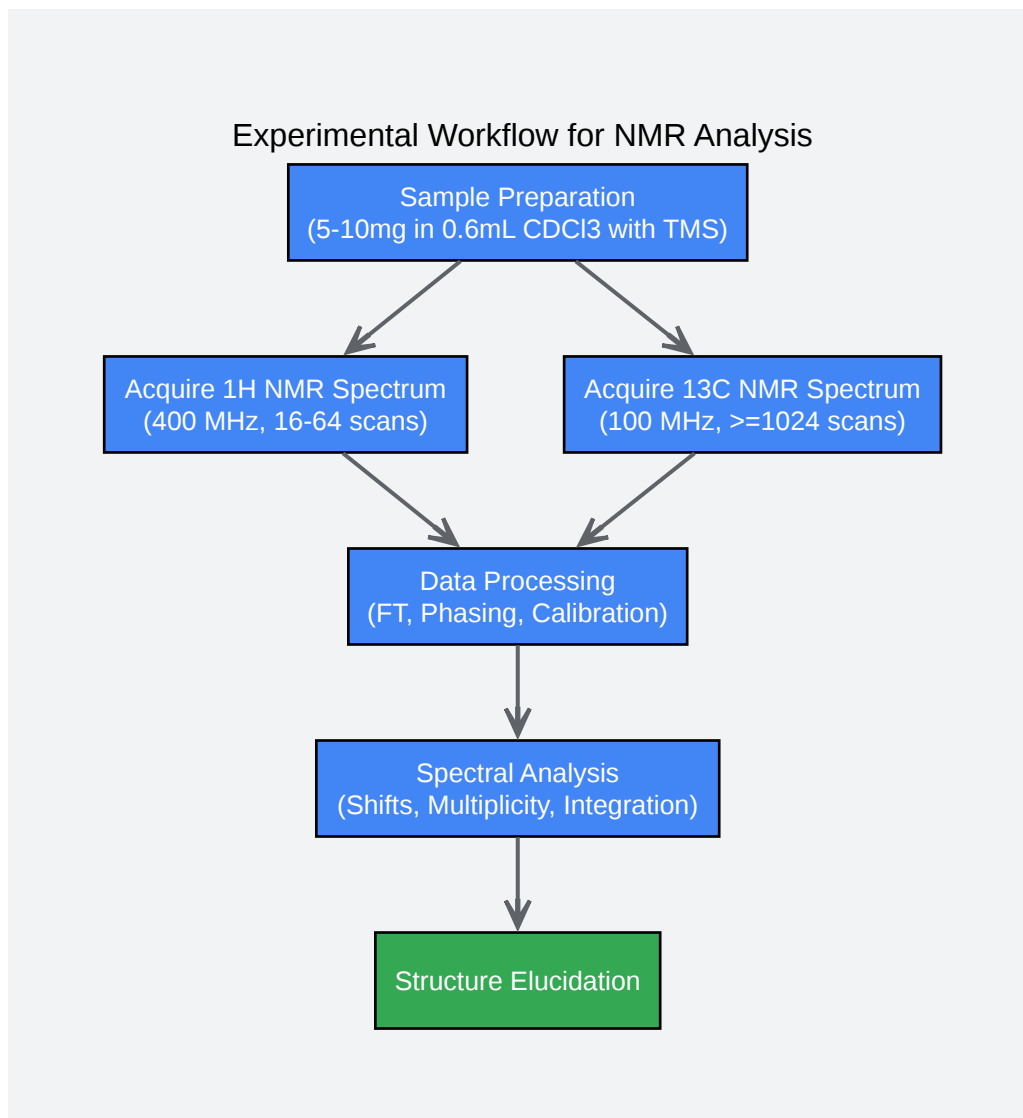 Experimental Workflow for NMR Analysis
Sample Preparation
(5-10mg in 0.6mL CDCl3 with TMS)
Acquire 1H NMR Spectrum
(400 MHz, 16-64 scans)
Acquire 13C NMR Spectrum
(100 MHz, >=1024 scans)
Data Processing
(FT, Phasing, Calibration)
Spectral Analysis
(Shifts, Multiplicity, Integration)
Structure Elucidation